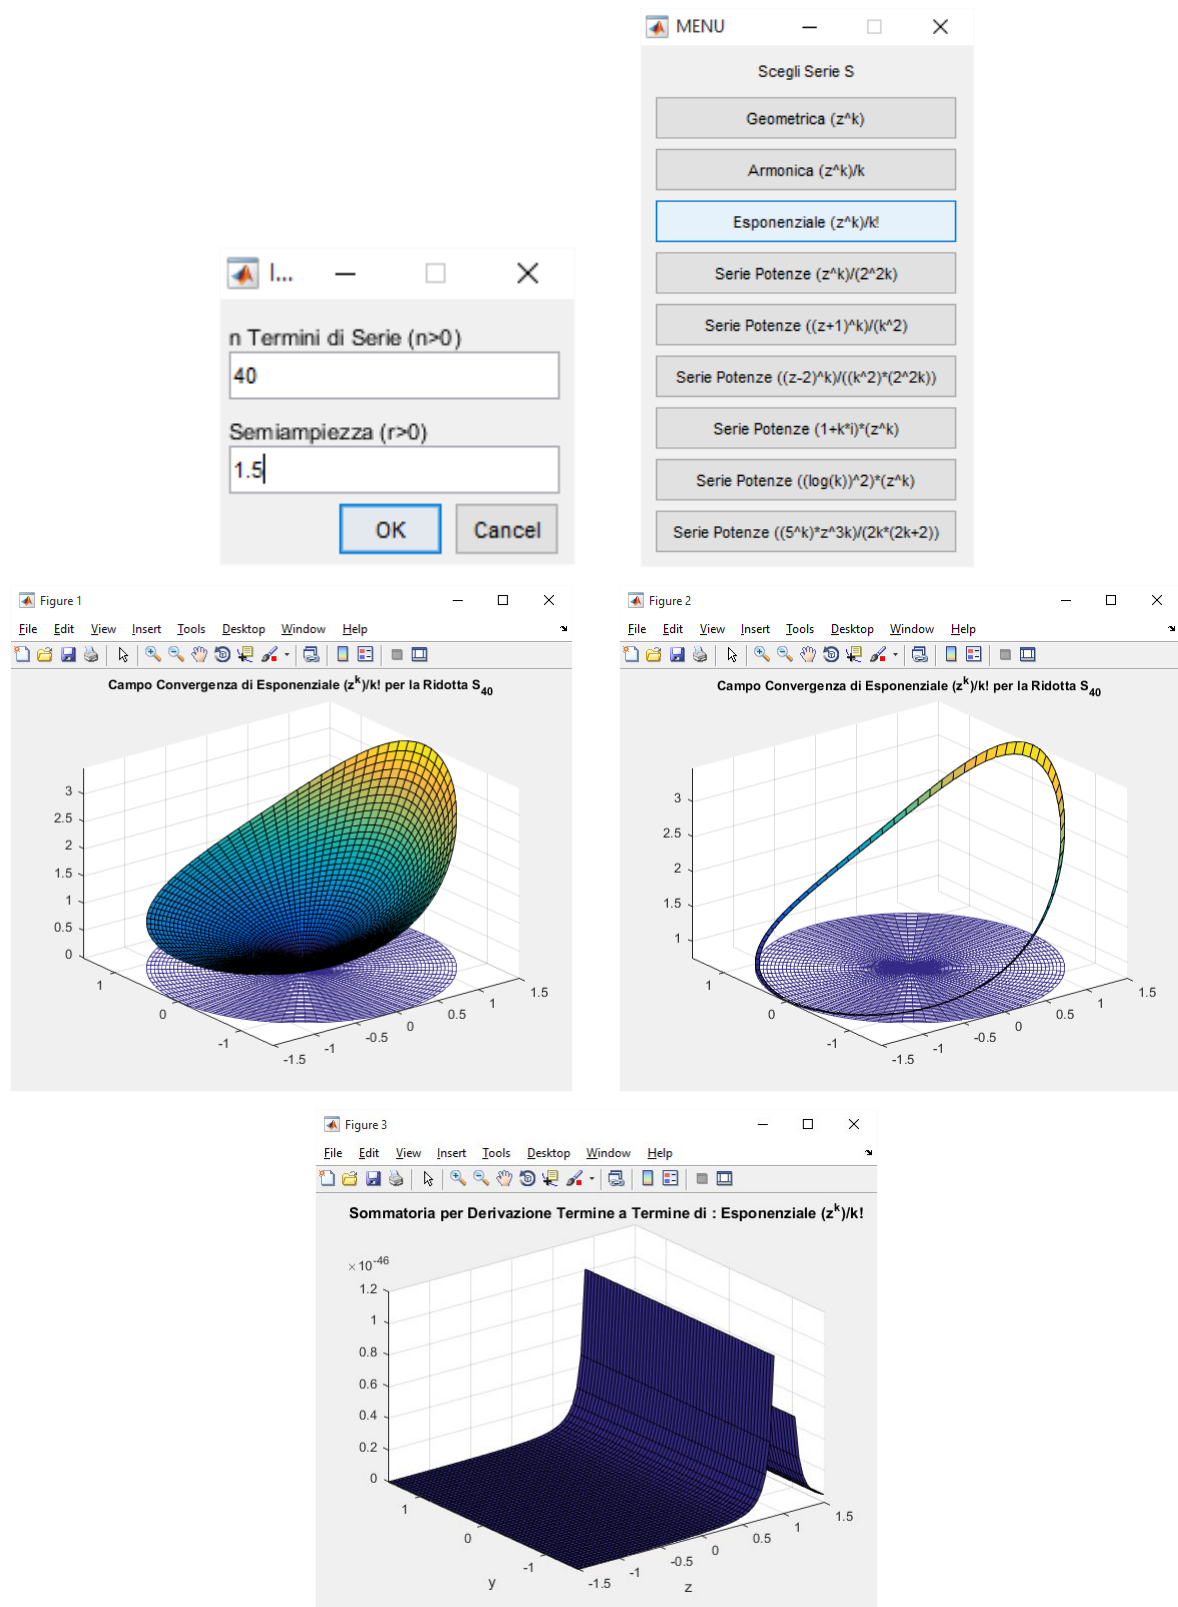 MENU
Scegli Serie S
Geometrica (z^k)
Armonica (z^k)/k
Esponenziale (z^k)/k!
Serie Potenze (z^k)/(2^2k)
Serie Potenze ((z+1)^k)/(k^2)
Serie Potenze ((z-2)^k)/((k^2)*(2^2k))
Serie Potenze (1+k*i)*(z^k)
Serie Potenze ((log(k))^2)*(z^k)
Serie Potenze ((5^k)*z^3k)/(2k*(2k+2))
I...
n Termini di Serie (n>0)
40
Semiampiezza (r>0)
1.5
OK Cancel
Figure 1
File Edit View Insert Tools Desktop Window Help
Campo Convergenza di Esponenziale (z^k)/k! per la Ridotta S_40
3
2.5
2
1.5
1
0.5
0
1
0
-1
-1.5
-1
-0.5
0
0.5
1
1.5
Figure 2
File Edit View Insert Tools Desktop Window Help
Campo Convergenza di Esponenziale (z^k)/k! per la Ridotta S_40
3
2.5
2
1.5
1
1
0
-1
-1.5
-1
-0.5
0
0.5
1
1.5
Figure 3
File Edit View Insert Tools Desktop Window Help
Sommatoria per Derivazione Termine a Termine di : Esponenziale (z^k)/k!
×10^-46
1.2
1
0.8
0.6
0.4
0.2
0
1
0
-1
y
-1.5
-1
-0.5
0
0.5
1
1.5
z